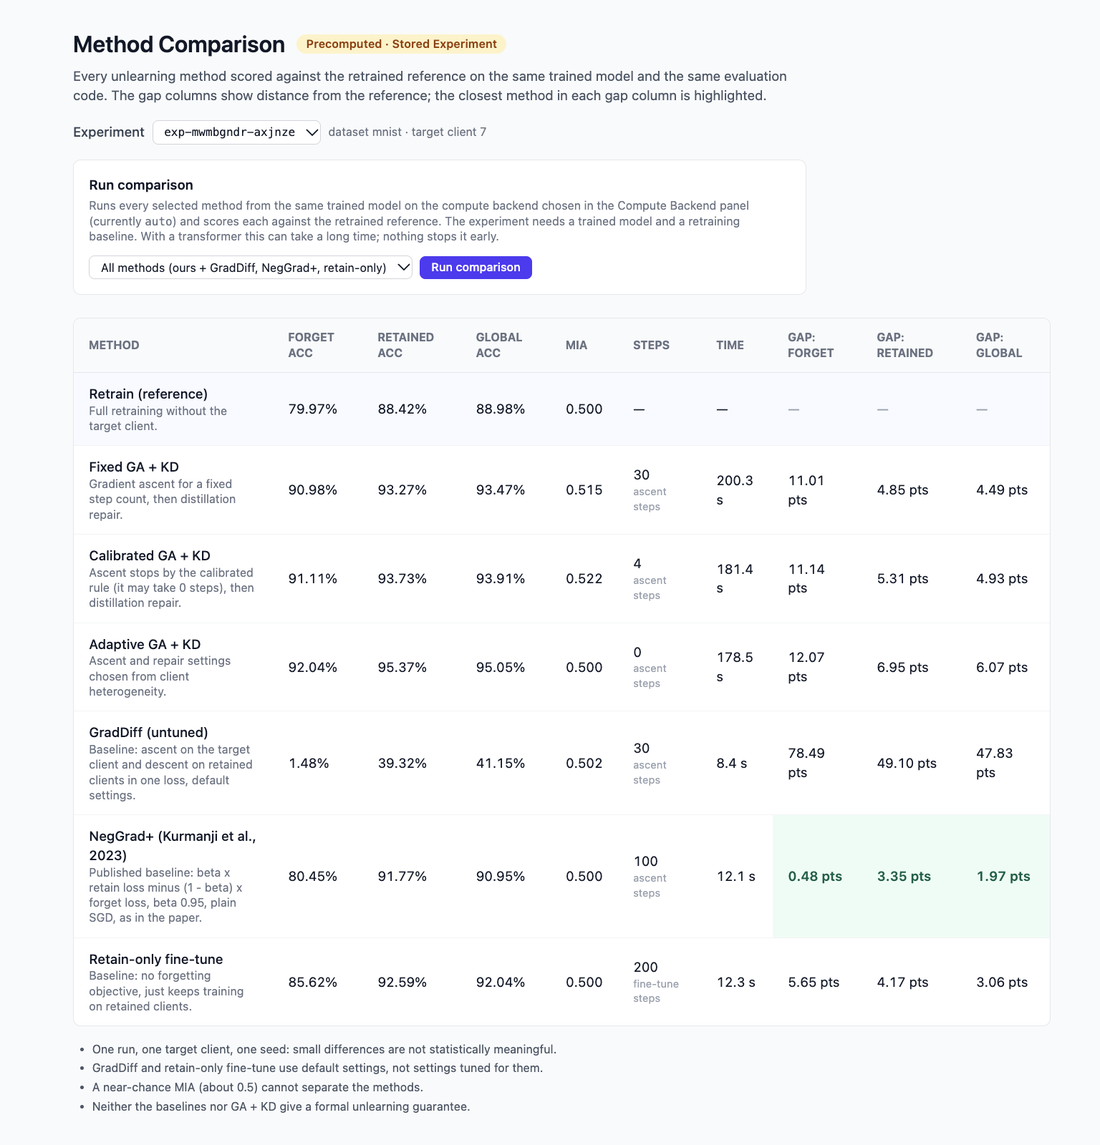 Method Comparison
Precomputed · Stored Experiment
Every unlearning method scored against the retrained reference on the same trained model and the same evaluation
code. The gap columns show distance from the reference; the closest method in each gap column is highlighted.
Experiment exp-mwmbgndr-axjnze dataset mnist · target client 7
Run comparison
Runs every selected method from the same trained model on the compute backend chosen in the Compute Backend panel
(currently auto) and scores each against the retrained reference. The experiment needs a trained model and a retraining
baseline. With a transformer this can take a long time; nothing stops it early.
All methods (ours + GradDiff, NegGrad+, retain-only) Run comparison
METHOD
FORGET
ACC
RETAINED
ACC
GLOBAL
ACC
MIA
STEPS
TIME
GAP:
FORGET
GAP:
RETAINED
GAP:
GLOBAL
Retrain (reference)
Full retraining without the
target client.
79.97% 88.42% 88.98% 0.500 — — — — —
Fixed GA + KD
Gradient ascent for a fixed
step count, then distillation
repair.
90.98% 93.27% 93.47% 0.515
30
ascent
steps
200.3
s
11.01
pts
4.85 pts 4.49 pts
Calibrated GA + KD
Ascent stops by the calibrated
rule (it may take 0 steps), then
distillation repair.
91.11% 93.73% 93.91% 0.522
4
ascent
steps
181.4
s
11.14
pts
5.31 pts 4.93 pts
Adaptive GA + KD
Ascent and repair settings
chosen from client
heterogeneity.
92.04% 95.37% 95.05% 0.500
0
ascent
steps
178.5
s
12.07
pts
6.95 pts 6.07 pts
GradDiff (untuned)
Baseline: ascent on the target
client and descent on retained
clients in one loss, default
settings.
1.48% 39.32% 41.15% 0.502
30
ascent
steps
8.4 s
78.49
pts
49.10 pts
47.83
pts
NegGrad+ (Kurmanji et al.,
2023)
Published baseline: beta x
retain loss minus (1 - beta) x
forget loss, beta 0.95, plain
SGD, as in the paper.
80.45% 91.77% 90.95% 0.500
100
ascent
steps
12.1 s 0.48 pts 3.35 pts 1.97 pts
Retain-only fine-tune
Baseline: no forgetting
objective, just keeps training
on retained clients.
85.62% 92.59% 92.04% 0.500
200
fine-tune
steps
12.3 s 5.65 pts 4.17 pts 3.06 pts
• One run, one target client, one seed: small differences are not statistically meaningful.
• GradDiff and retain-only fine-tune use default settings, not settings tuned for them.
• A near-chance MIA (about 0.5) cannot separate the methods.
• Neither the baselines nor GA + KD give a formal unlearning guarantee.